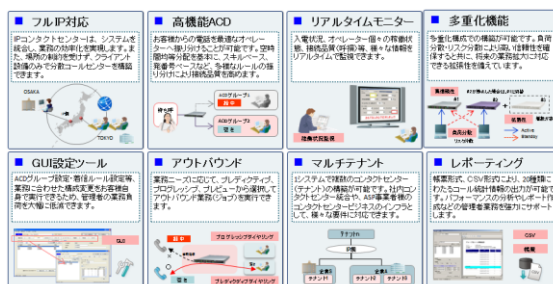 フルIP対応
IPコンタクトセンターは、システムを
統合し、業務の効率化を実現します。ま
た、場所の制約を受けず、クライアント
設備のみで分散コールセンターを構築
できます。
OSAKA
TOKYO
高機能ACD
お客様からの電話を最適なオペレー
ターへ振り分けることが可能です。空時
間均等分配を基本に、スキルベース、
発番号ベースなど、多様なルールの振
り分けにより接続品質を高めます。
ACDグループ1
ACDグループ2
リアルタイムモニター
入電状況、オペレーター個々の稼動状
態、接続品質(呼損)等、様々な情報を
リアルタイムで監視できます。
稼働状況監視
多重化機能
多重化構成での構築が可能です。負荷
分散・リスク分散により高い信頼性を確
保すると共に、将来の業務拡大に対応
できる拡張性を備えています。
負荷分散
リスク分散
Active
Standby
GUI設定ツール
ACDグループ設定・着信ルール設定等、
業務に合わせた構成変更をお客様自
身で実行できるため、管理者の業務負
荷を大幅に低減できます。
GUI
アウトバウンド
業務ニーズに応じて、プレディクティブ、
プログレッシブ、プレビューから選択して
アウトバウンド業務(ジョブ)を実行でき
ます。
プログレッシブダイヤリング
プレディクティブダイヤリング
マルチテナント
1システムで複数のコンタクトセンター
(テナント)の構築が可能です。社内コン
タクトセンター統合や、ASP事業者様の
コンタクトセンタービジネスのインフラと
して、様々な要件に対応できます。
レポーティング
帳票形式、CSV形式により、20種類に
わたるコール統計情報の出力が可能で
す。パフォーマンスの分析やレポート作
成などの管理者業務を強力にサポート
します。
CSV
帳票